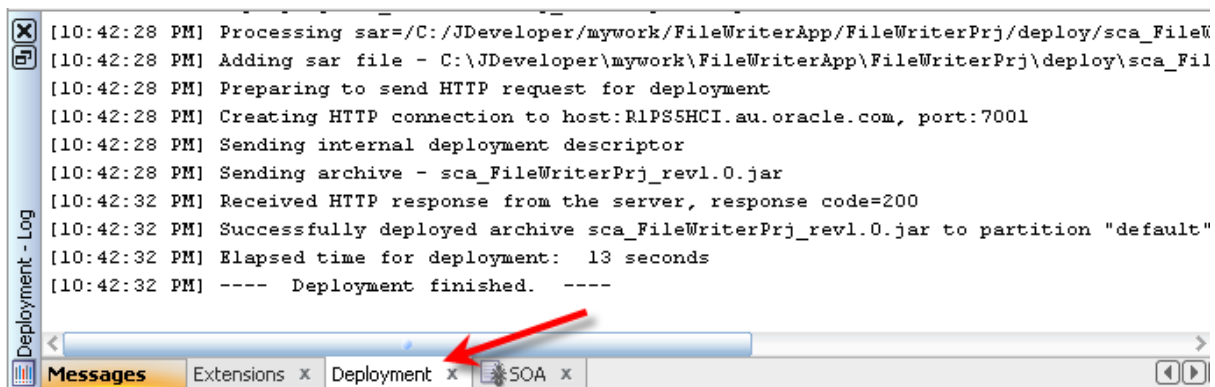 [10:42:28 PM] Processing sar=/C:/JDeveloper/mywork/FileWriterApp/FileWriterPrj/deploy/sca_FileW
[10:42:28 PM] Adding sar file - C:\JDeveloper\mywork\FileWriterApp\FileWriterPrj\deploy\sca_Fil
[10:42:28 PM] Preparing to send HTTP request for deployment
[10:42:28 PM] Creating HTTP connection to host:R1PS5HCI.au.oracle.com, port:7001
[10:42:28 PM] Sending internal deployment descriptor
[10:42:28 PM] Sending archive - sca_FileWriterPrj_rev1.0.jar
[10:42:32 PM] Received HTTP response from the server, response code=200
[10:42:32 PM] Successfully deployed archive sca_FileWriterPrj_rev1.0.jar to partition "default"
[10:42:32 PM] Elapsed time for deployment:  13 seconds
[10:42:32 PM] ----  Deployment finished.  ----
Deployment - Log
Messages Extensions x Deployment x SOA x